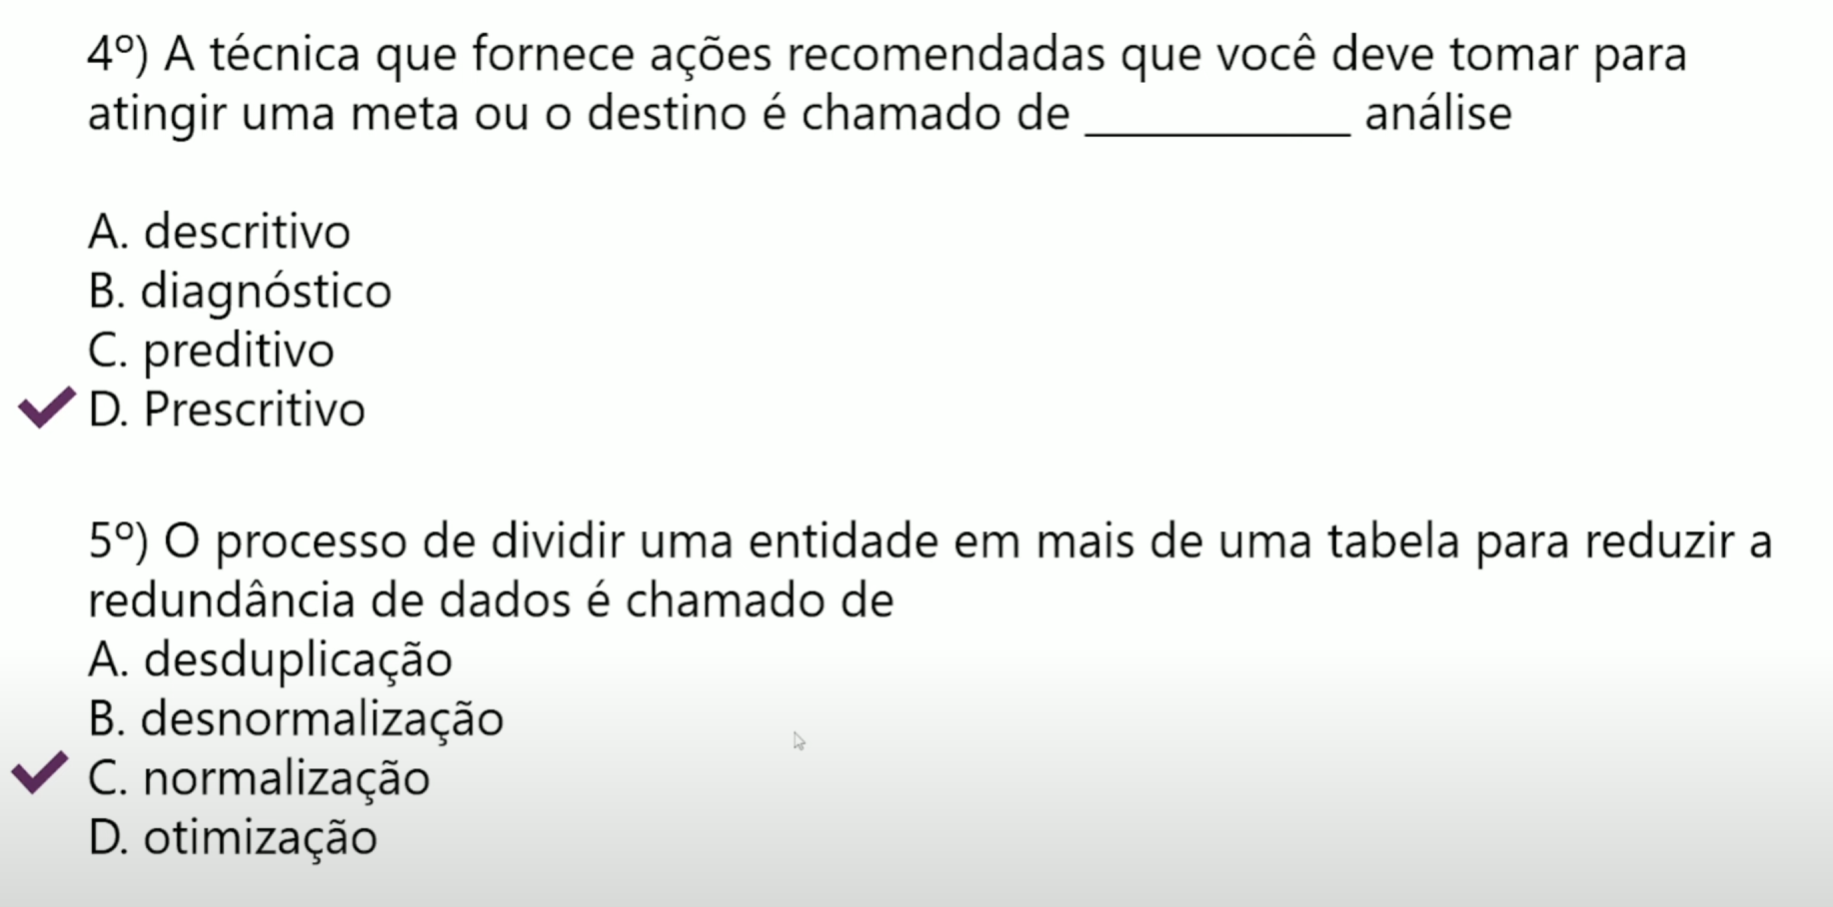 4º) A técnica que fornece ações recomendadas que você deve tomar para
atingir uma meta ou o destino é chamado de ___________ análise
A. descritivo
B. diagnóstico
C. preditivo
D. Prescritivo
5º) O processo de dividir uma entidade em mais de uma tabela para reduzir a
redundância de dados é chamado de
A. desduplicação
B. desnormalização
C. normalização
D. otimização